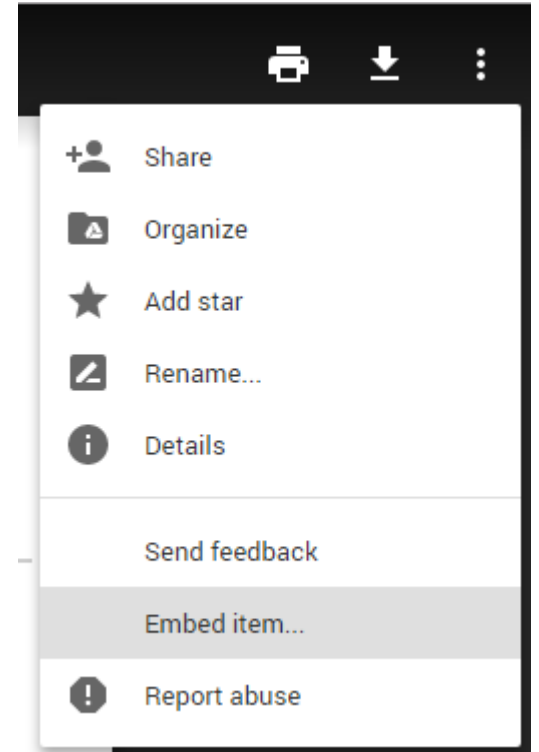 Share
Organize
Add star
Rename...
Details
Send feedback
Embed item...
Report abuse